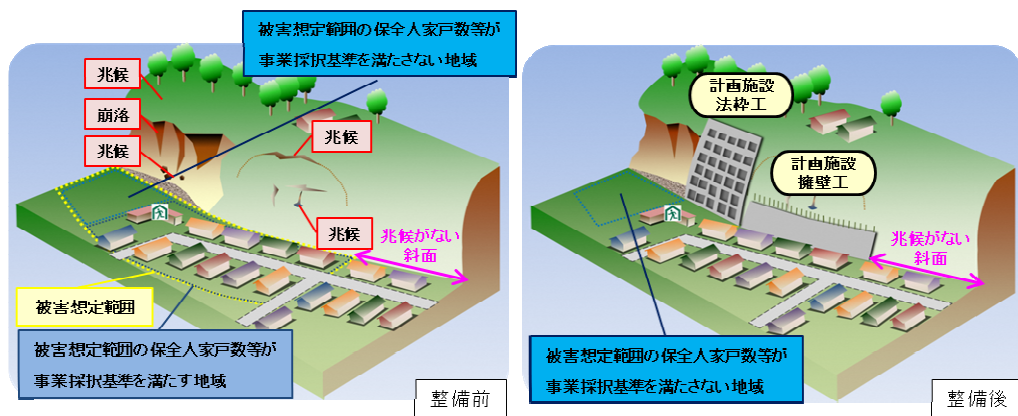 被害想定範囲の保全人家戸数等が
事業採択基準を満たさない地域
兆候
崩落
兆候
兆候
兆候
兆候がない
斜面
被害想定範囲
被害想定範囲の保全人家戸数等が
事業採択基準を満たす地域
整備前
計画施設
法枠工
計画施設
擁壁工
兆候がない
斜面
被害想定範囲の保全人家戸数等が
事業採択基準を満たさない地域
整備後